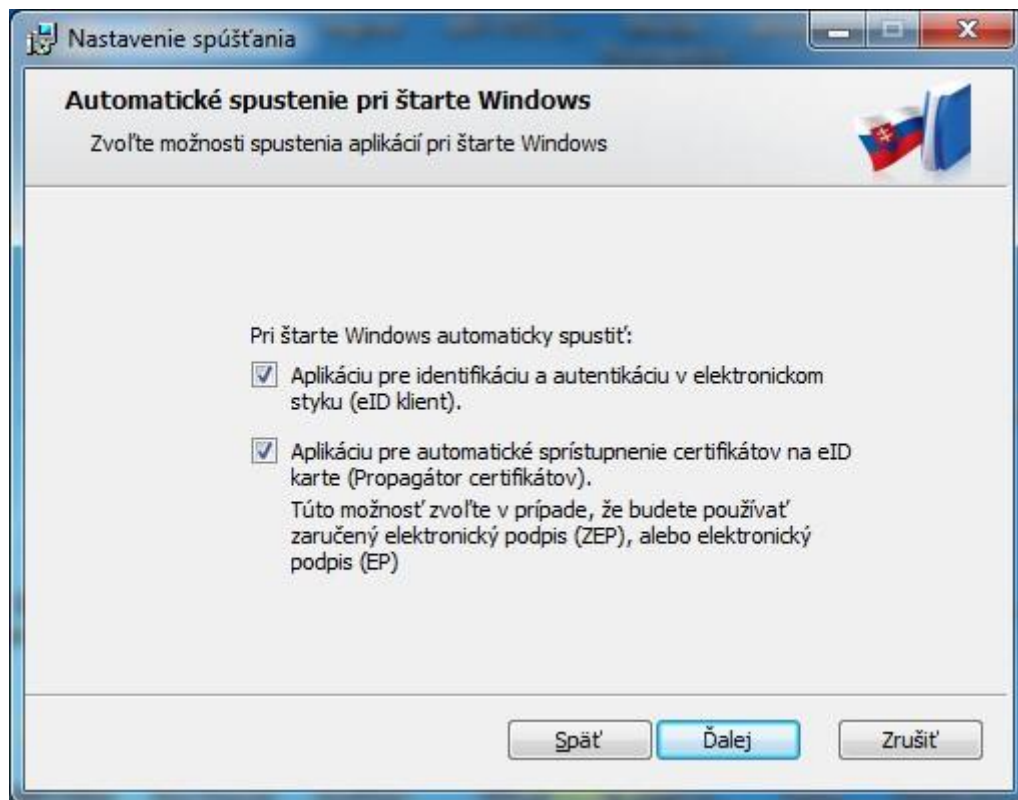 Nastavenie spúšťania
Automatické spustenie pri štarte Windows
Zvoľte možnosti spustenia aplikácií pri štarte Windows
Pri štarte Windows automaticky spustiť:
Aplikáciu pre identifikáciu a autentikáciu v elektronickom
styku (eID klient).
Aplikáciu pre automatické sprístupnenie certifikátov na eID
karte (Propagátor certifikátov).
Túto možnosť zvoľte v prípade, že budete používať
zaručený elektronický podpis (ZEP), alebo elektronický
podpis (EP)
Späť
Ďalej
Zrušiť